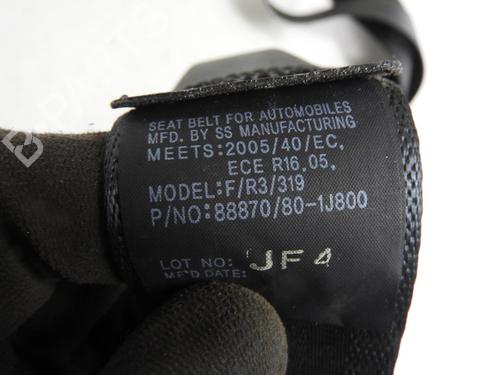 SEAT BELT FOR AUTOMOBILES
MFD. BY SS MANUFACTURING
MEETS:2005/40/EC,
ECE R16.05,
MODEL:F/R3/319
P/NO:88870/80-1J800
LOT NO: JF4
MF'D DATE: